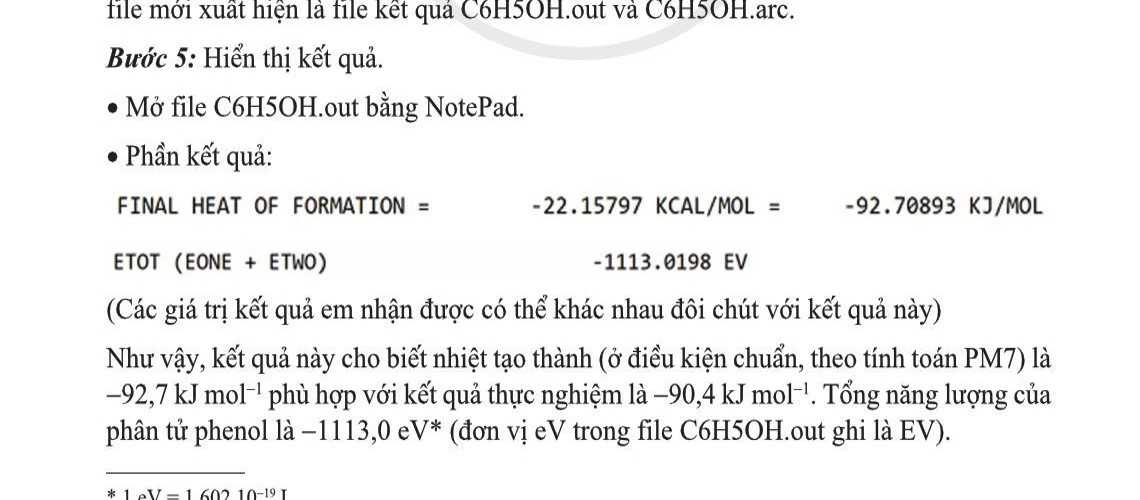 file mới xuất hiện là file kết quả C6H5OH.out và C6H5OH.arc.
Bước 5: Hiển thị kết quả.
• Mở file C6H5OH.out bằng NotePad.
• Phần kết quả:
FINAL HEAT OF FORMATION = -22.15797 KCAL/MOL = -92.70893 KJ/MOL
ETOT (EONE + ETWO) -1113.0198 EV
(Các giá trị kết quả em nhận được có thể khác nhau đôi chút với kết quả này)
Như vậy, kết quả này cho biết nhiệt tạo thành (ở điều kiện chuẩn, theo tính toán PM7) là
–92,7 kJ mol⁻¹ phù hợp với kết quả thực nghiệm là –90,4 kJ mol⁻¹. Tổng năng lượng của
phân tử phenol là –1113,0 eV* (đơn vị eV trong file C6H5OH.out ghi là EV).
* 1 eV = 1,602.10⁻¹⁹ J